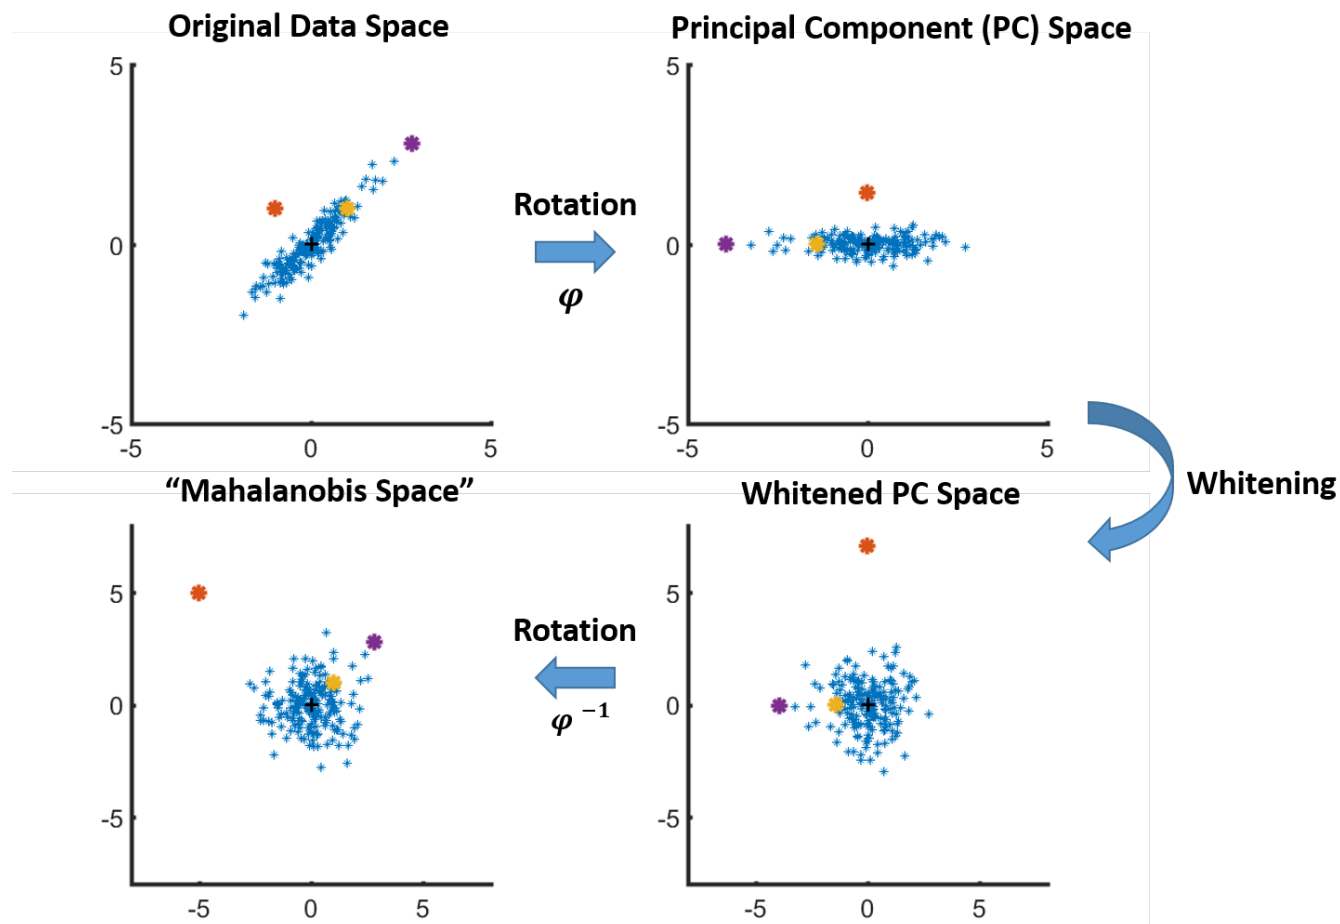 Original Data Space
5
0
-5
-5
0
5
Rotation
φ
Principal Component (PC) Space
5
0
-5
-5
0
5
Whitening
“Mahalanobis Space”
5
0
-5
-5
0
5
Rotation
φ −1
Whitened PC Space
5
0
-5
-5
0
5